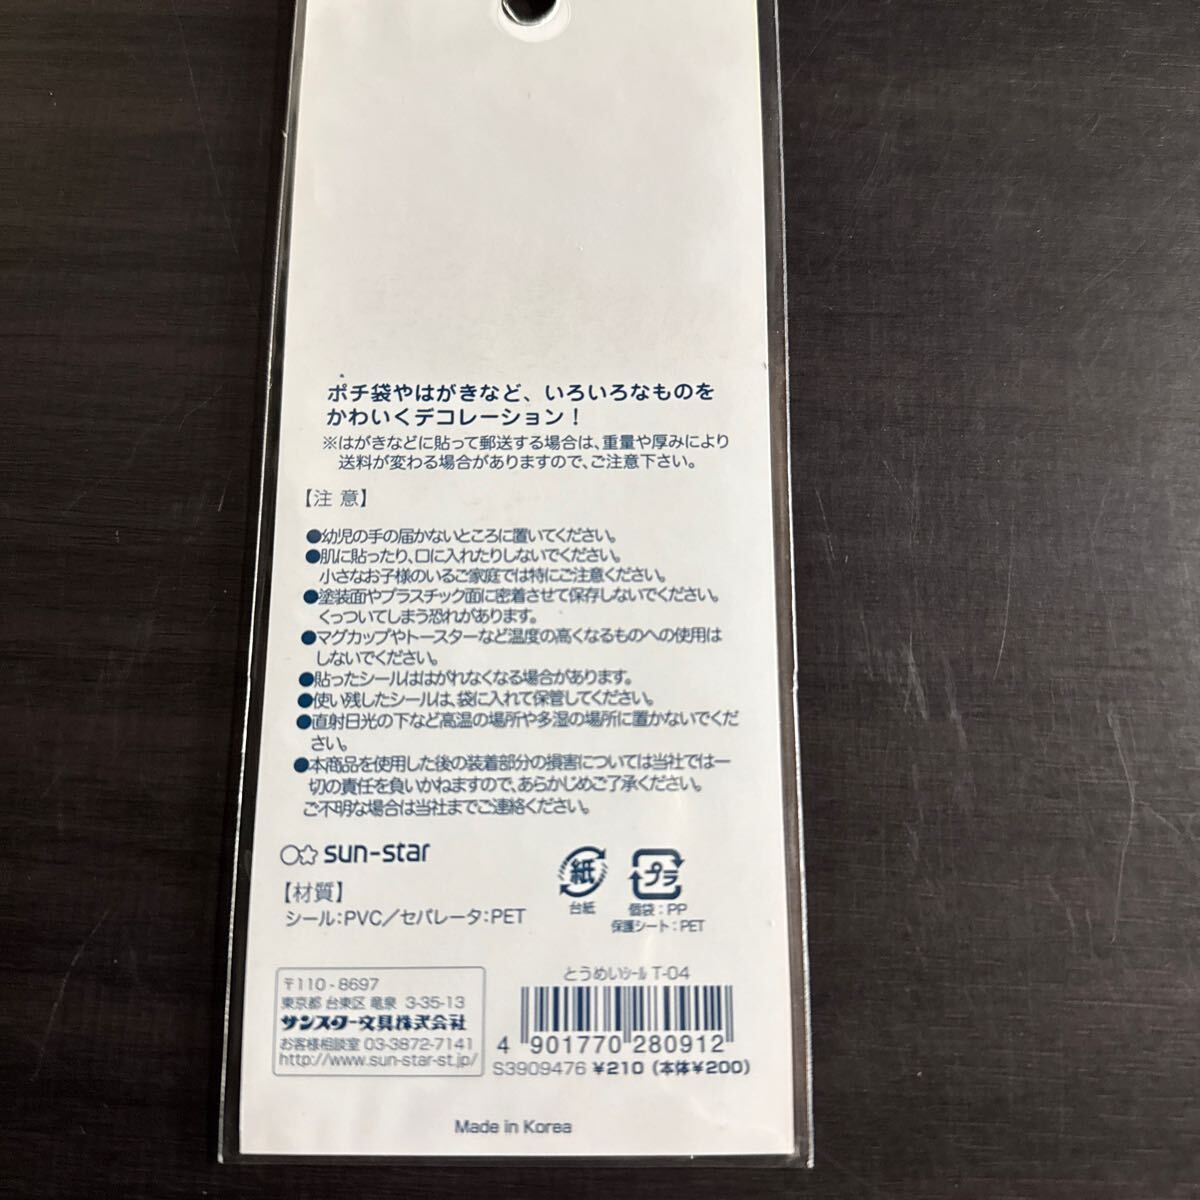 ポチ袋やはがきなど、いろいろなものを
かわいくデコレーション!
※はがきなどに貼って郵送する場合は、重量や厚みにより
送料が変わる場合がありますので、ご注意下さい。
【注 意】
●幼児の手の届かないところに置いてください。
●肌に貼ったり、口に入れたりしないでください。
小さなお子様のいるご家庭では特にご注意ください。
●塗装面やプラスチック面に密着させて保存しないでください。
くっついてしまう恐れがあります。
●マグカップやトースターなど温度の高くなるものへの使用は
しないでください。
●貼ったシールははがれなくなる場合があります。
●使い残したシールは、袋に入れて保管してください。
●直射日光の下など高温の場所や多湿の場所に置かないでくだ
さい。
●本商品を使用した後の装着部分の損害については当社では一
切の責任を負いかねますので、あらかじめご了承ください。
ご不明な場合は当社までご連絡ください。
sun-star
【材質】
シール:PVC/セパレータ:PET
紙
台紙
プラ
個袋:PP
保護シート:PET
〒110-8697
東京都 台東区 竜泉 3-35-13
サンスター文具株式会社
お客様相談室 03-3872-7141
http://www.sun-star-st.jp/
とうめいシール T-04
4 901770 280912
S3909476 ¥210 (本体¥200)
Made in Korea